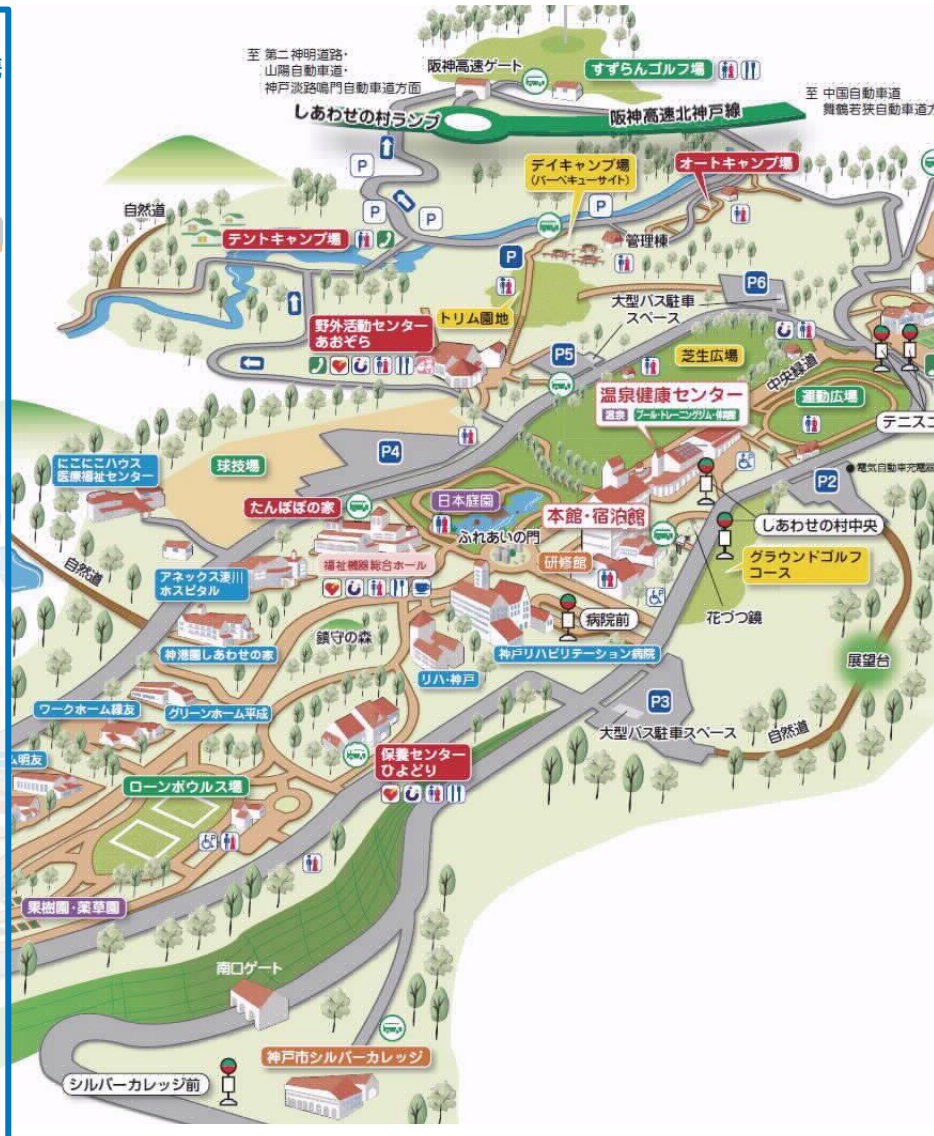 至 第二神明道路・
山陽自動車道・
神戸淡路鳴門自動車道方面
阪神高速ゲート
すずらんゴルフ場
至 中国自動車道
舞鶴若狭自動車道
しあわせの村ランプ
阪神高速北神戸線
P
デイキャンプ場
(バーベキューサイト)
オートキャンプ場
P
P
P
自然道
テントキャンプ場
管理棟
P
P6
大型バス駐車
スペース
トリム園地
野外活動センター
あおぞら
P5
芝生広場
中央緑道
温泉健康センター
温泉
プール・トレーニングジム・体育館
運動広場
テニスコ
P4
球技場
にこにこハウス
医療福祉センター
電気自動車充電器
P2
たんぽぽの家
日本庭園
本館・宿泊館
しあわせの村中央
ふれあいの門
福祉機器総合ホール
研修館
グラウンドゴルフ
コース
自然道
アネックス湊川
ホスピタル
花づつ鏡
病院前
鎮守の森
神港園しあわせの家
神戸リハビリテーション病院
展望台
リハ・神戸
ワークホーム緑友
グリーンホーム平成
P3
大型バス駐車スペース
自然道
ム明友
保養センター
ひよどり
ローンボウルス場
果樹園・薬草園
南口ゲート
神戸市シルバーカレッジ
シルバーカレッジ前